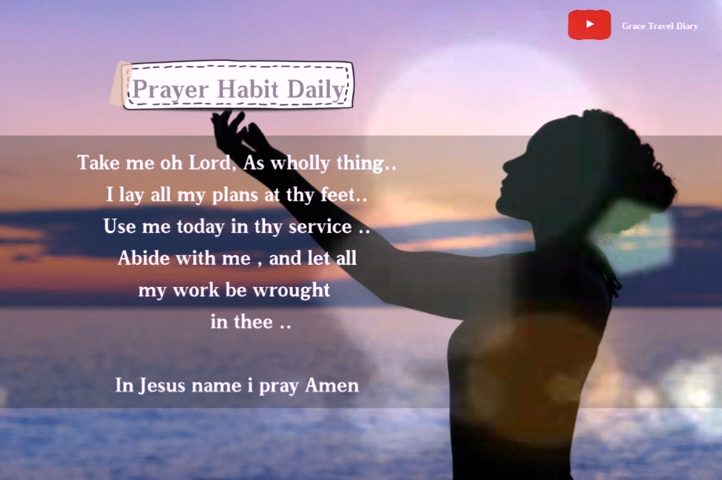 Grace Travel Diary
Prayer Habit Daily
Take me oh Lord, As wholly thing..
I lay all my plans at thy feet..
Use me today in thy service ..
Abide with me , and let all
my work be wrought
in thee ..
In Jesus name i pray Amen